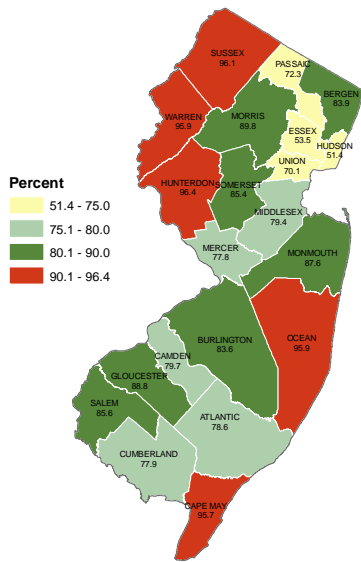 SUSSEX
96.1
PASSAIC
72.3
BERGEN
83.9
WARREN
95.9
MORRIS
89.8
ESSEX
53.5
HUDSON
51.4
UNION
70.1
HUNTERDON
96.4
SOMERSET
85.4
MIDDLESEX
79.4
Percent
51.4 - 75.0
75.1 - 80.0
80.1 - 90.0
90.1 - 96.4
MERCER
77.8
MONMOUTH
87.6
BURLINGTON
83.6
OCEAN
95.9
CAMDEN
79.7
GLOUCESTER
88.8
SALEM
85.6
ATLANTIC
78.6
CUMBERLAND
77.9
CAPE MAY
95.7